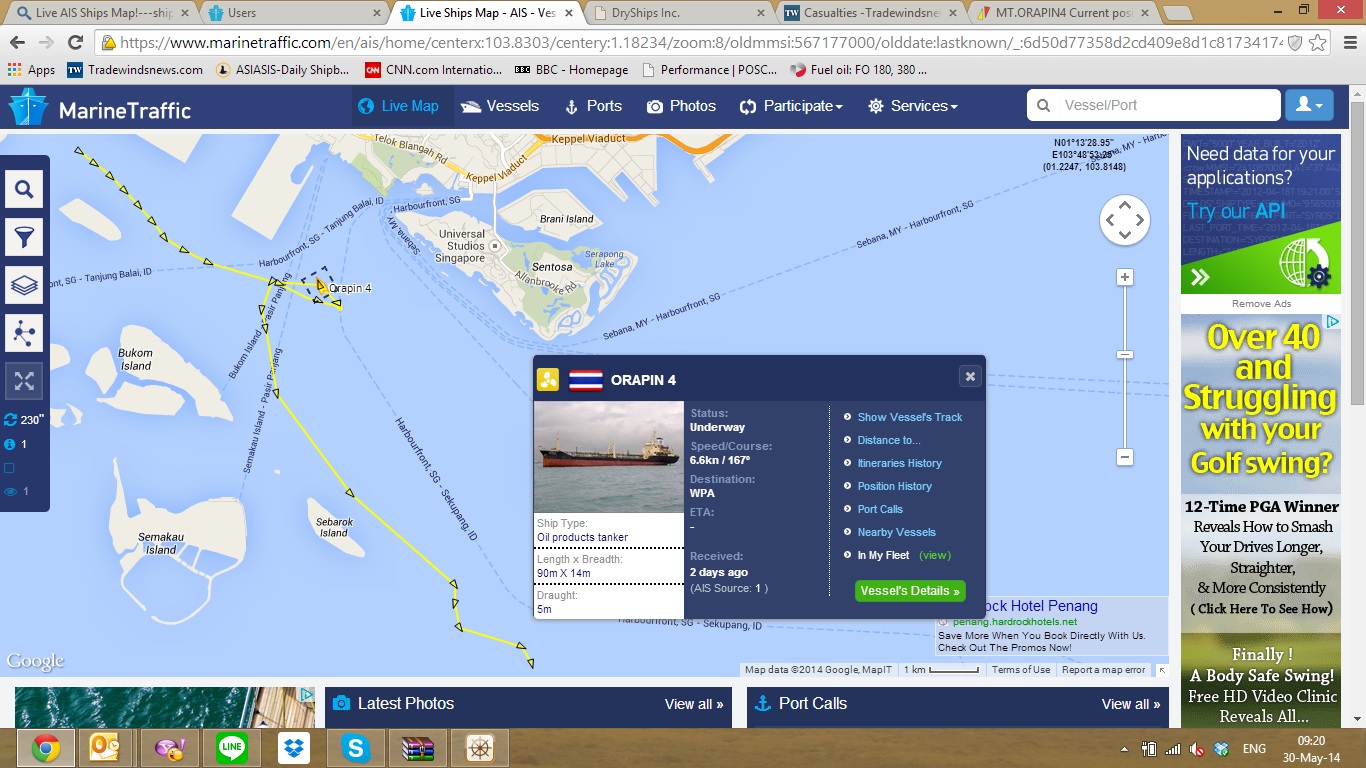 Live AIS Ships Map!---ship
Users
Live Ships Map - AIS - Ves
DryShips Inc.
Casualties -Tradewindsne
MT.ORAPIN4 Current posi
https://www.marinetraffic.com/en/ais/home/centerx:103.8303/centery:1.18234/zoom:8/oldmmsi:567177000/olddate:lastknown/_:6d50d77358d2cd409e8d1c8173417
Apps
TW Tradewindsnews.com
ASIASIS-Daily Shipb...
CNN CNN.com Internatio...
BBC BBC - Homepage
Performance | POSC...
Fuel oil: FO 180, 380 ...
MarineTraffic
Live Map
Vessels
Ports
Photos
Participate
Services
Vessel/Port
Telok Blangah Rd
Keppel Viaduct
Keppel Viaduct
N01°13'28.95"
(01.2247, 103.8148)
Sebana, MY - Harbou
Harbourfront, SG
Harbourfront, SG - Tanjung Balai, ID
ont, SG - Tanjung Balai, ID
Brani Island
Universal
Studios
Singapore
Sentosa
Serapong
Lake
Allanbrooke Rd
Sebana, MY - Harbourfront, SG
Sebana, MY - Harbourfront, SG
Orapin 4
Bukom Island - Pasir Panjang
Bukom
Island
Semakau Island - Pasir Panjang
Harbourfront, SG - Sekupang, ID
Semakau
Island
Sebarok
Island
230"
1
1
ORAPIN 4
Status:
Underway
Speed/Course:
6.6kn / 167°
Destination:
WPA
ETA:
-
Received:
2 days ago
(AIS Source: 1 )
Ship Type:
Oil products tanker
Length x Breadth:
90m X 14m
Draught:
5m
Show Vessel's Track
Distance to...
Itineraries History
Position History
Port Calls
Nearby Vessels
In My Fleet (view)
Vessel's Details »
Harbourfront, SG - Sekupang, ID
ock Hotel Penang
penang.hardrockhotels.net
Save More When You Book Directly With Us.
Check Out The Promos Now!
Google
Map data ©2014 Google, MapIT
1 km
Terms of Use
Report a map error
Latest Photos
View all »
Port Calls
View all »
Need data for your
applications?
Try our API
Remove Ads
Over 40
and
Struggling
with your
Golf swing?
12-Time PGA Winner
Reveals How to Smash
Your Drives Longer,
Straighter,
& More Consistently
( Click Here To See How)
Finally !
A Body Safe Swing!
Free HD Video Clinic
Reveals All...
LINE
ENG
09:20
30-May-14